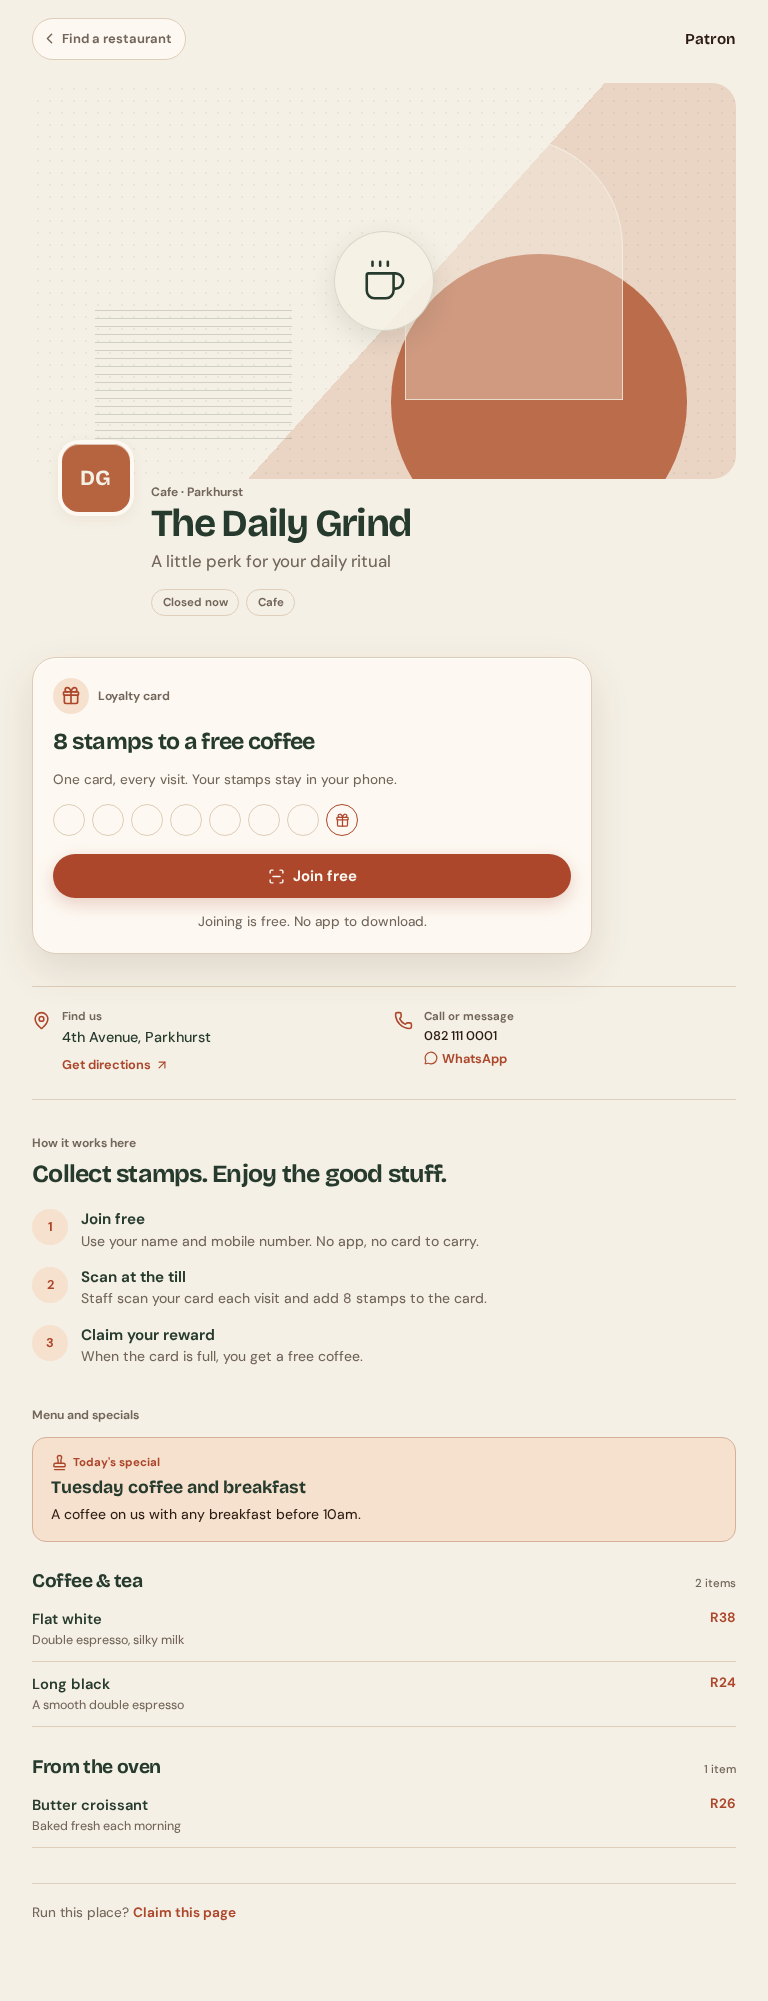 Find a restaurant
Patron
DG
Cafe · Parkhurst
The Daily Grind
A little perk for your daily ritual
Closed now
Cafe
Loyalty card
8 stamps to a free coffee
One card, every visit. Your stamps stay in your phone.
Join free
Joining is free. No app to download.
Find us
4th Avenue, Parkhurst
Get directions
Call or message
082 111 0001
WhatsApp
How it works here
Collect stamps. Enjoy the good stuff.
1
Join free
Use your name and mobile number. No app, no card to carry.
2
Scan at the till
Staff scan your card each visit and add 8 stamps to the card.
3
Claim your reward
When the card is full, you get a free coffee.
Menu and specials
Today's special
Tuesday coffee and breakfast
A coffee on us with any breakfast before 10am.
Coffee & tea
2 items
Flat white
R38
Double espresso, silky milk
Long black
R24
A smooth double espresso
From the oven
1 item
Butter croissant
R26
Baked fresh each morning
Run this place? Claim this page